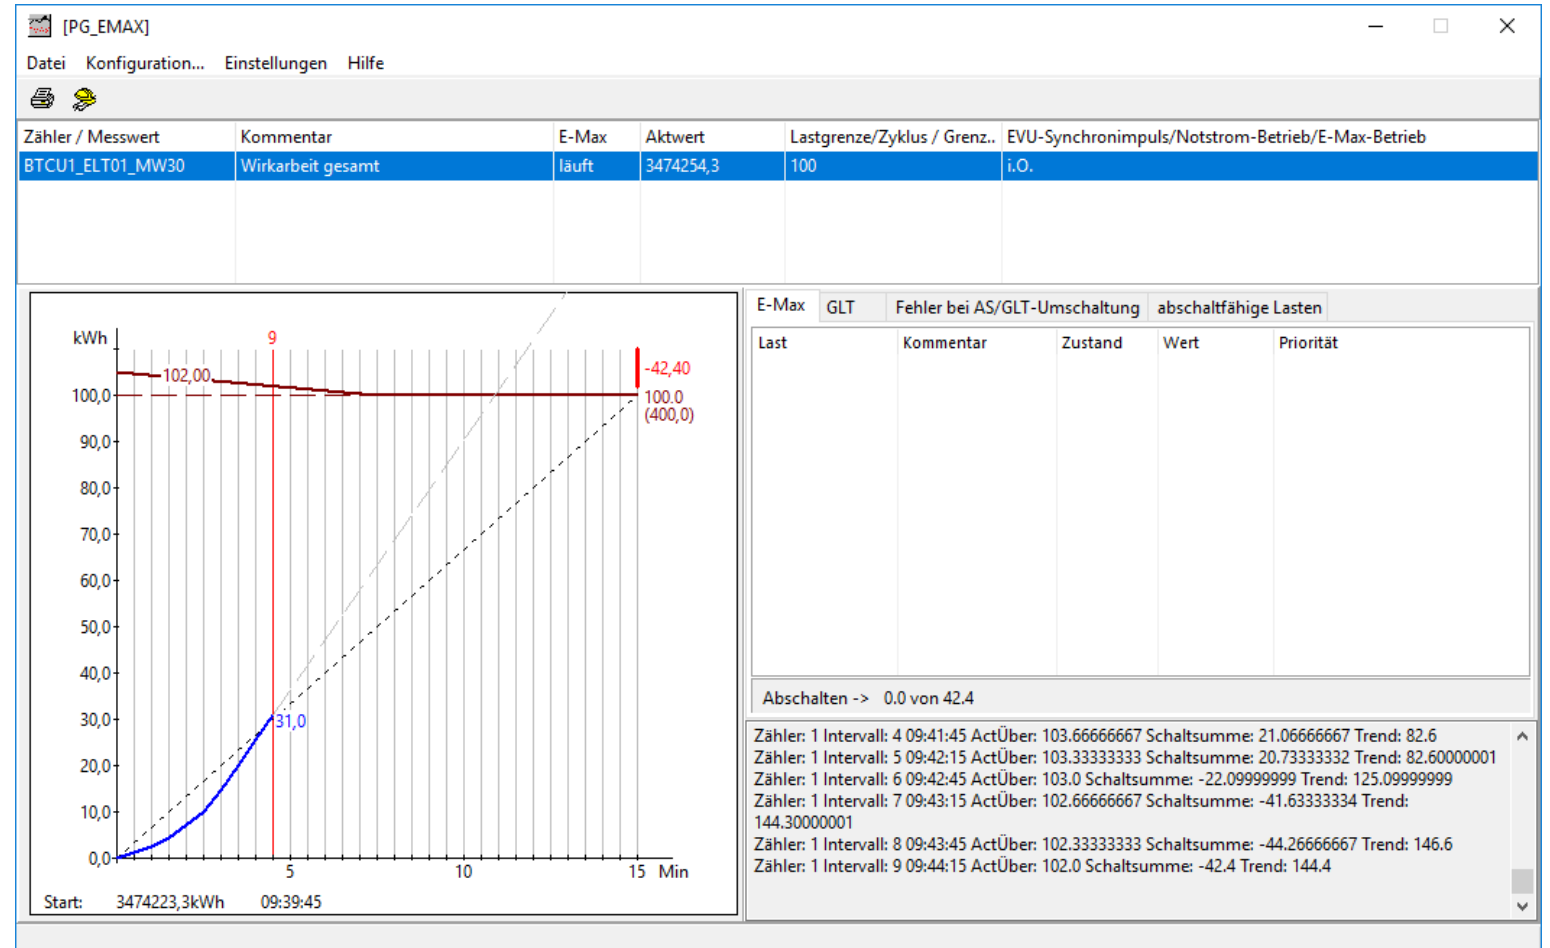 [PG_EMAX]
Datei Konfiguration... Einstellungen Hilfe
Zähler / Messwert Kommentar E-Max Aktwert Lastgrenze/Zyklus / Grenz.. EVU-Synchronimpuls/Notstrom-Betrieb/E-Max-Betrieb
BTCU1_ELT01_MW30 Wirkarbeit gesamt läuft 3474254,3 100 i.O.
kWh
9
102,00
-42,40
100.0
(400,0)
100,0
90,0
80,0
70,0
60,0
50,0
40,0
30,0
31,0
20,0
10,0
0,0
5 10 15 Min
Start: 3474223,3kWh 09:39:45
E-Max GLT Fehler bei AS/GLT-Umschaltung abschaltfähige Lasten
Last Kommentar Zustand Wert Priorität
Abschalten -> 0.0 von 42.4
Zähler: 1 Intervall: 4 09:41:45 ActÜber: 103.66666667 Schaltsumme: 21.06666667 Trend: 82.6
Zähler: 1 Intervall: 5 09:42:15 ActÜber: 103.33333333 Schaltsumme: 20.73333332 Trend: 82.60000001
Zähler: 1 Intervall: 6 09:42:45 ActÜber: 103.0 Schaltsumme: -22.09999999 Trend: 125.09999999
Zähler: 1 Intervall: 7 09:43:15 ActÜber: 102.66666667 Schaltsumme: -41.63333334 Trend:
144.30000001
Zähler: 1 Intervall: 8 09:43:45 ActÜber: 102.33333333 Schaltsumme: -44.26666667 Trend: 146.6
Zähler: 1 Intervall: 9 09:44:15 ActÜber: 102.0 Schaltsumme: -42.4 Trend: 144.4